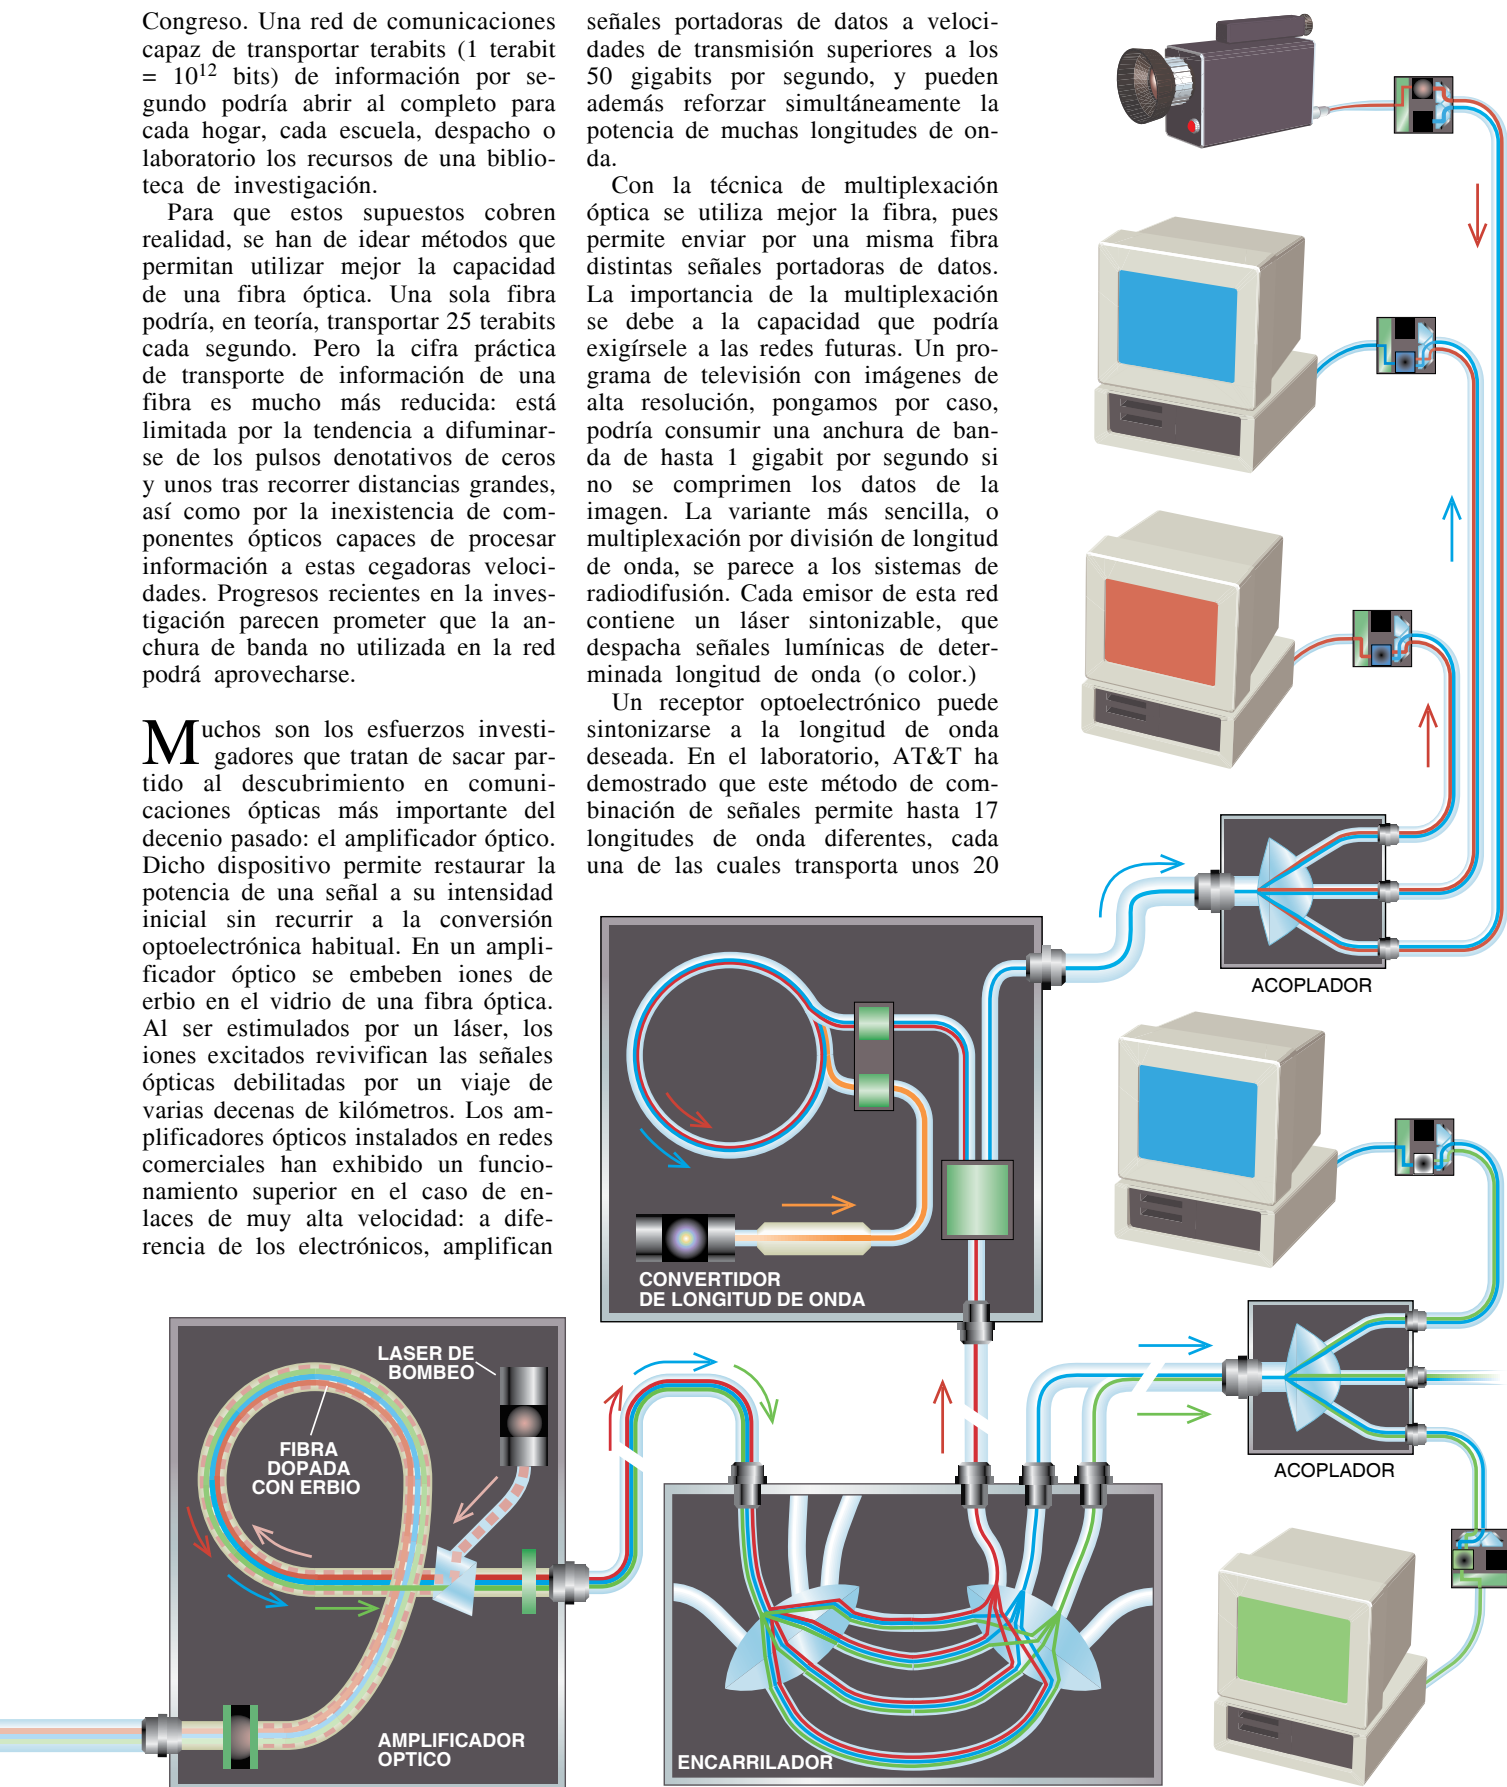 Congreso. Una red de comunicaciones
capaz de transportar terabits (1 terabit
= 10¹² bits) de información por se-
gundo podría abrir al completo para
cada hogar, cada escuela, despacho o
laboratorio los recursos de una biblio-
teca de investigación.
Para que estos supuestos cobren
realidad, se han de idear métodos que
permitan utilizar mejor la capacidad
de una fibra óptica. Una sola fibra
podría, en teoría, transportar 25 terabits
cada segundo. Pero la cifra práctica
de transporte de información de una
fibra es mucho más reducida: está
limitada por la tendencia a difuminar-
se de los pulsos denotativos de ceros
y unos tras recorrer distancias grandes,
así como por la inexistencia de com-
ponentes ópticos capaces de procesar
información a estas cegadoras veloci-
dades. Progresos recientes en la inves-
tigación parecen prometer que la an-
chura de banda no utilizada en la red
podrá aprovecharse.
Muchos son los esfuerzos investi-
gadores que tratan de sacar par-
tido al descubrimiento en comuni-
caciones ópticas más importante del
decenio pasado: el amplificador óptico.
Dicho dispositivo permite restaurar la
potencia de una señal a su intensidad
inicial sin recurrir a la conversión
optoelectrónica habitual. En un ampli-
ficador óptico se embeben iones de
erbio en el vidrio de una fibra óptica.
Al ser estimulados por un láser, los
iones excitados revivifican las señales
ópticas debilitadas por un viaje de
varias decenas de kilómetros. Los am-
plificadores ópticos instalados en redes
comerciales han exhibido un funcio-
namiento superior en el caso de en-
laces de muy alta velocidad: a dife-
rencia de los electrónicos, amplifican
señales portadoras de datos a veloci-
dades de transmisión superiores a los
50 gigabits por segundo, y pueden
además reforzar simultáneamente la
potencia de muchas longitudes de on-
da.
Con la técnica de multiplexación
óptica se utiliza mejor la fibra, pues
permite enviar por una misma fibra
distintas señales portadoras de datos.
La importancia de la multiplexación
se debe a la capacidad que podría
exigírsele a las redes futuras. Un pro-
grama de televisión con imágenes de
alta resolución, pongamos por caso,
podría consumir una anchura de ban-
da de hasta 1 gigabit por segundo si
no se comprimen los datos de la
imagen. La variante más sencilla, o
multiplexación por división de longitud
de onda, se parece a los sistemas de
radiodifusión. Cada emisor de esta red
contiene un láser sintonizable, que
despacha señales lumínicas de deter-
minada longitud de onda (o color.)
Un receptor optoelectrónico puede
sintonizarse a la longitud de onda
deseada. En el laboratorio, AT&T ha
demostrado que este método de com-
binación de señales permite hasta 17
longitudes de onda diferentes, cada
una de las cuales transporta unos 20
ACOPLADOR
CONVERTIDOR
DE LONGITUD DE ONDA
LASER DE
BOMBEO
FIBRA
DOPADA
CON ERBIO
ACOPLADOR
AMPLIFICADOR
OPTICO
ENCARRILADOR